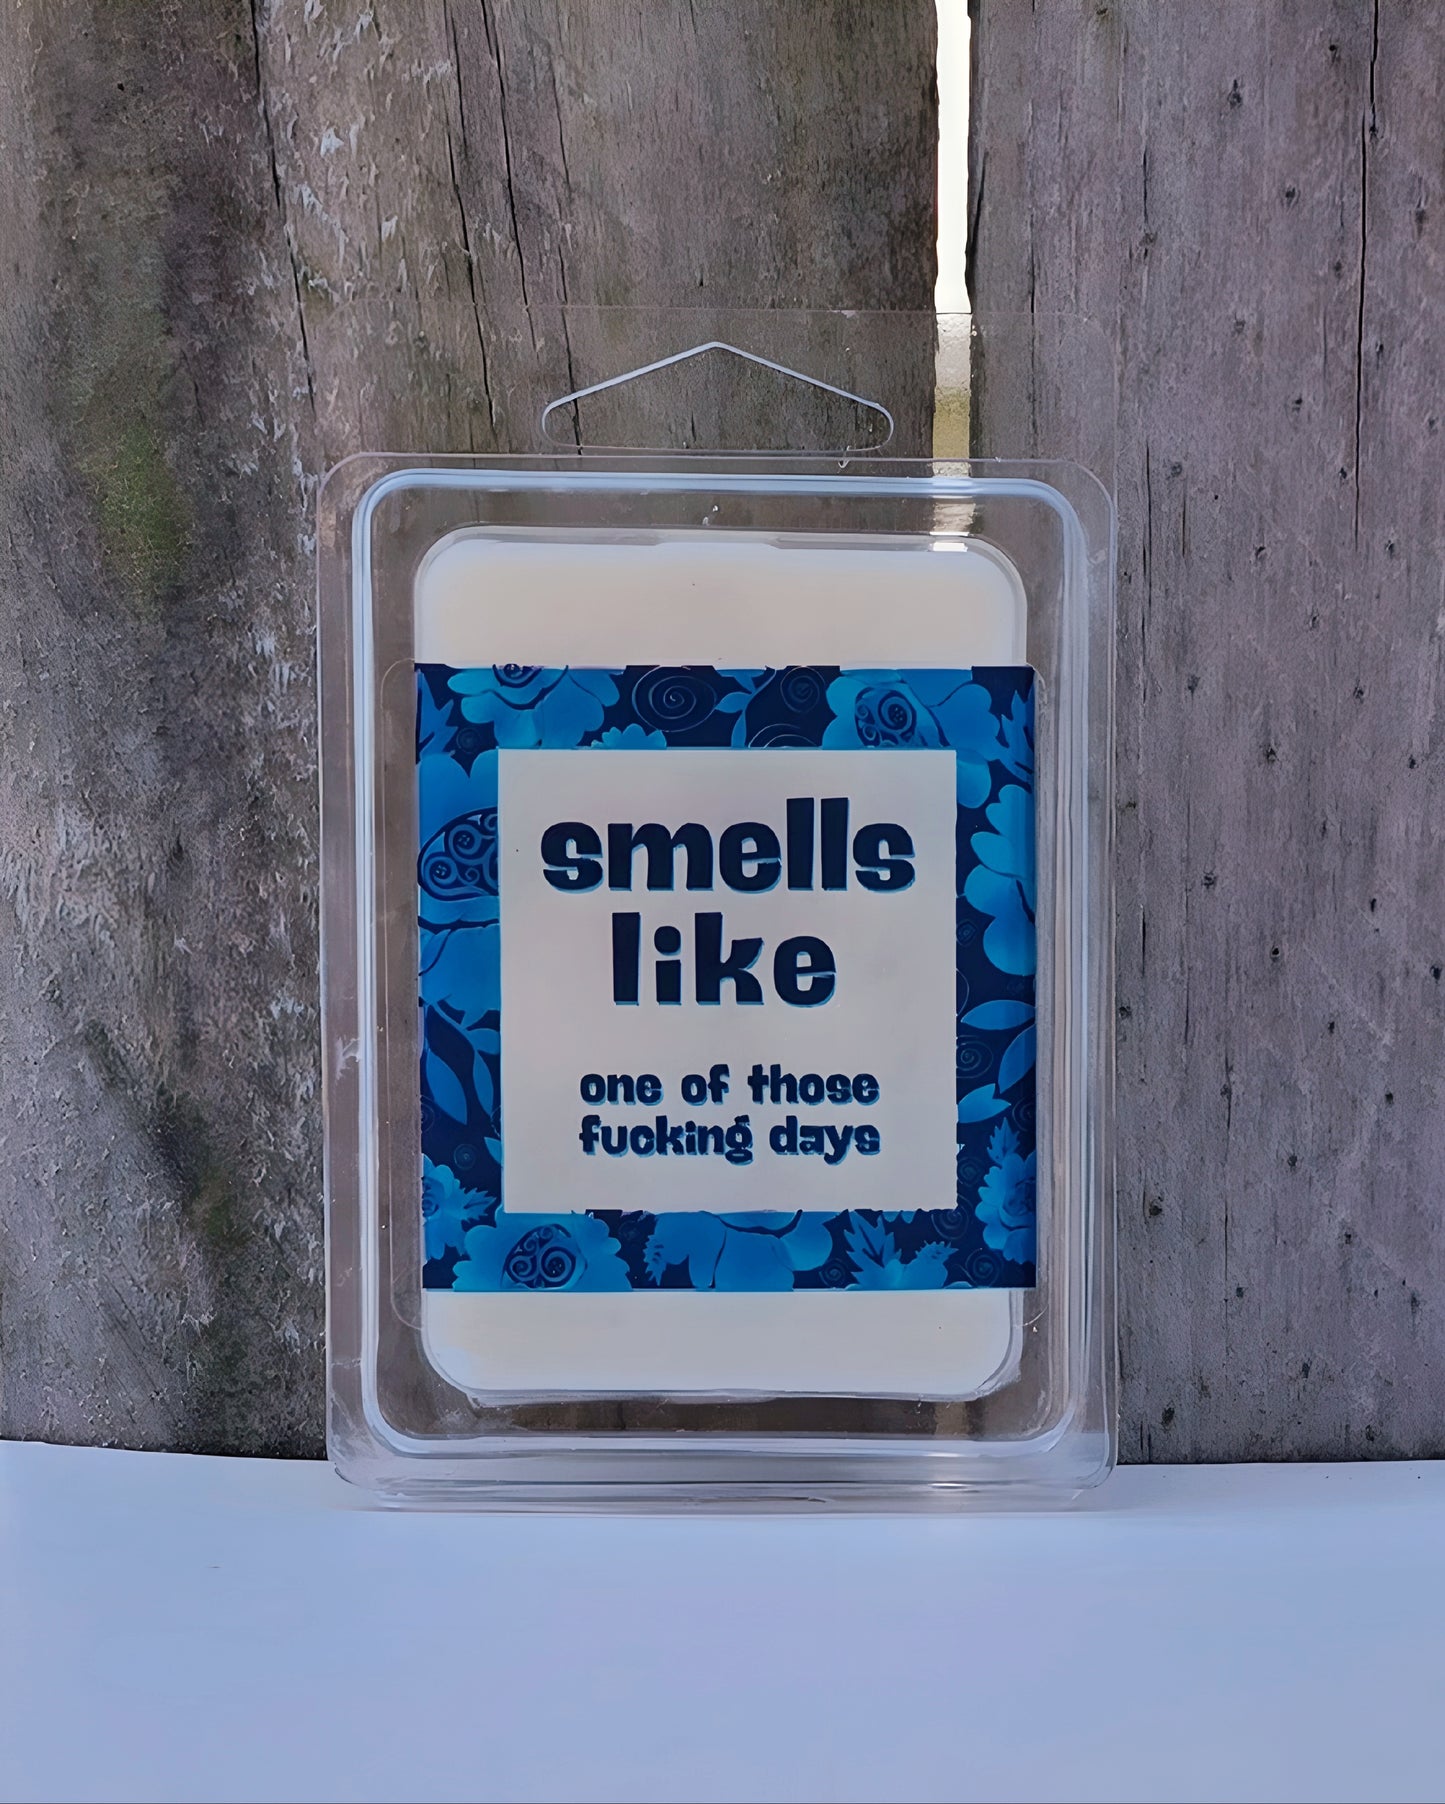 smells
like
one of those
fucking days